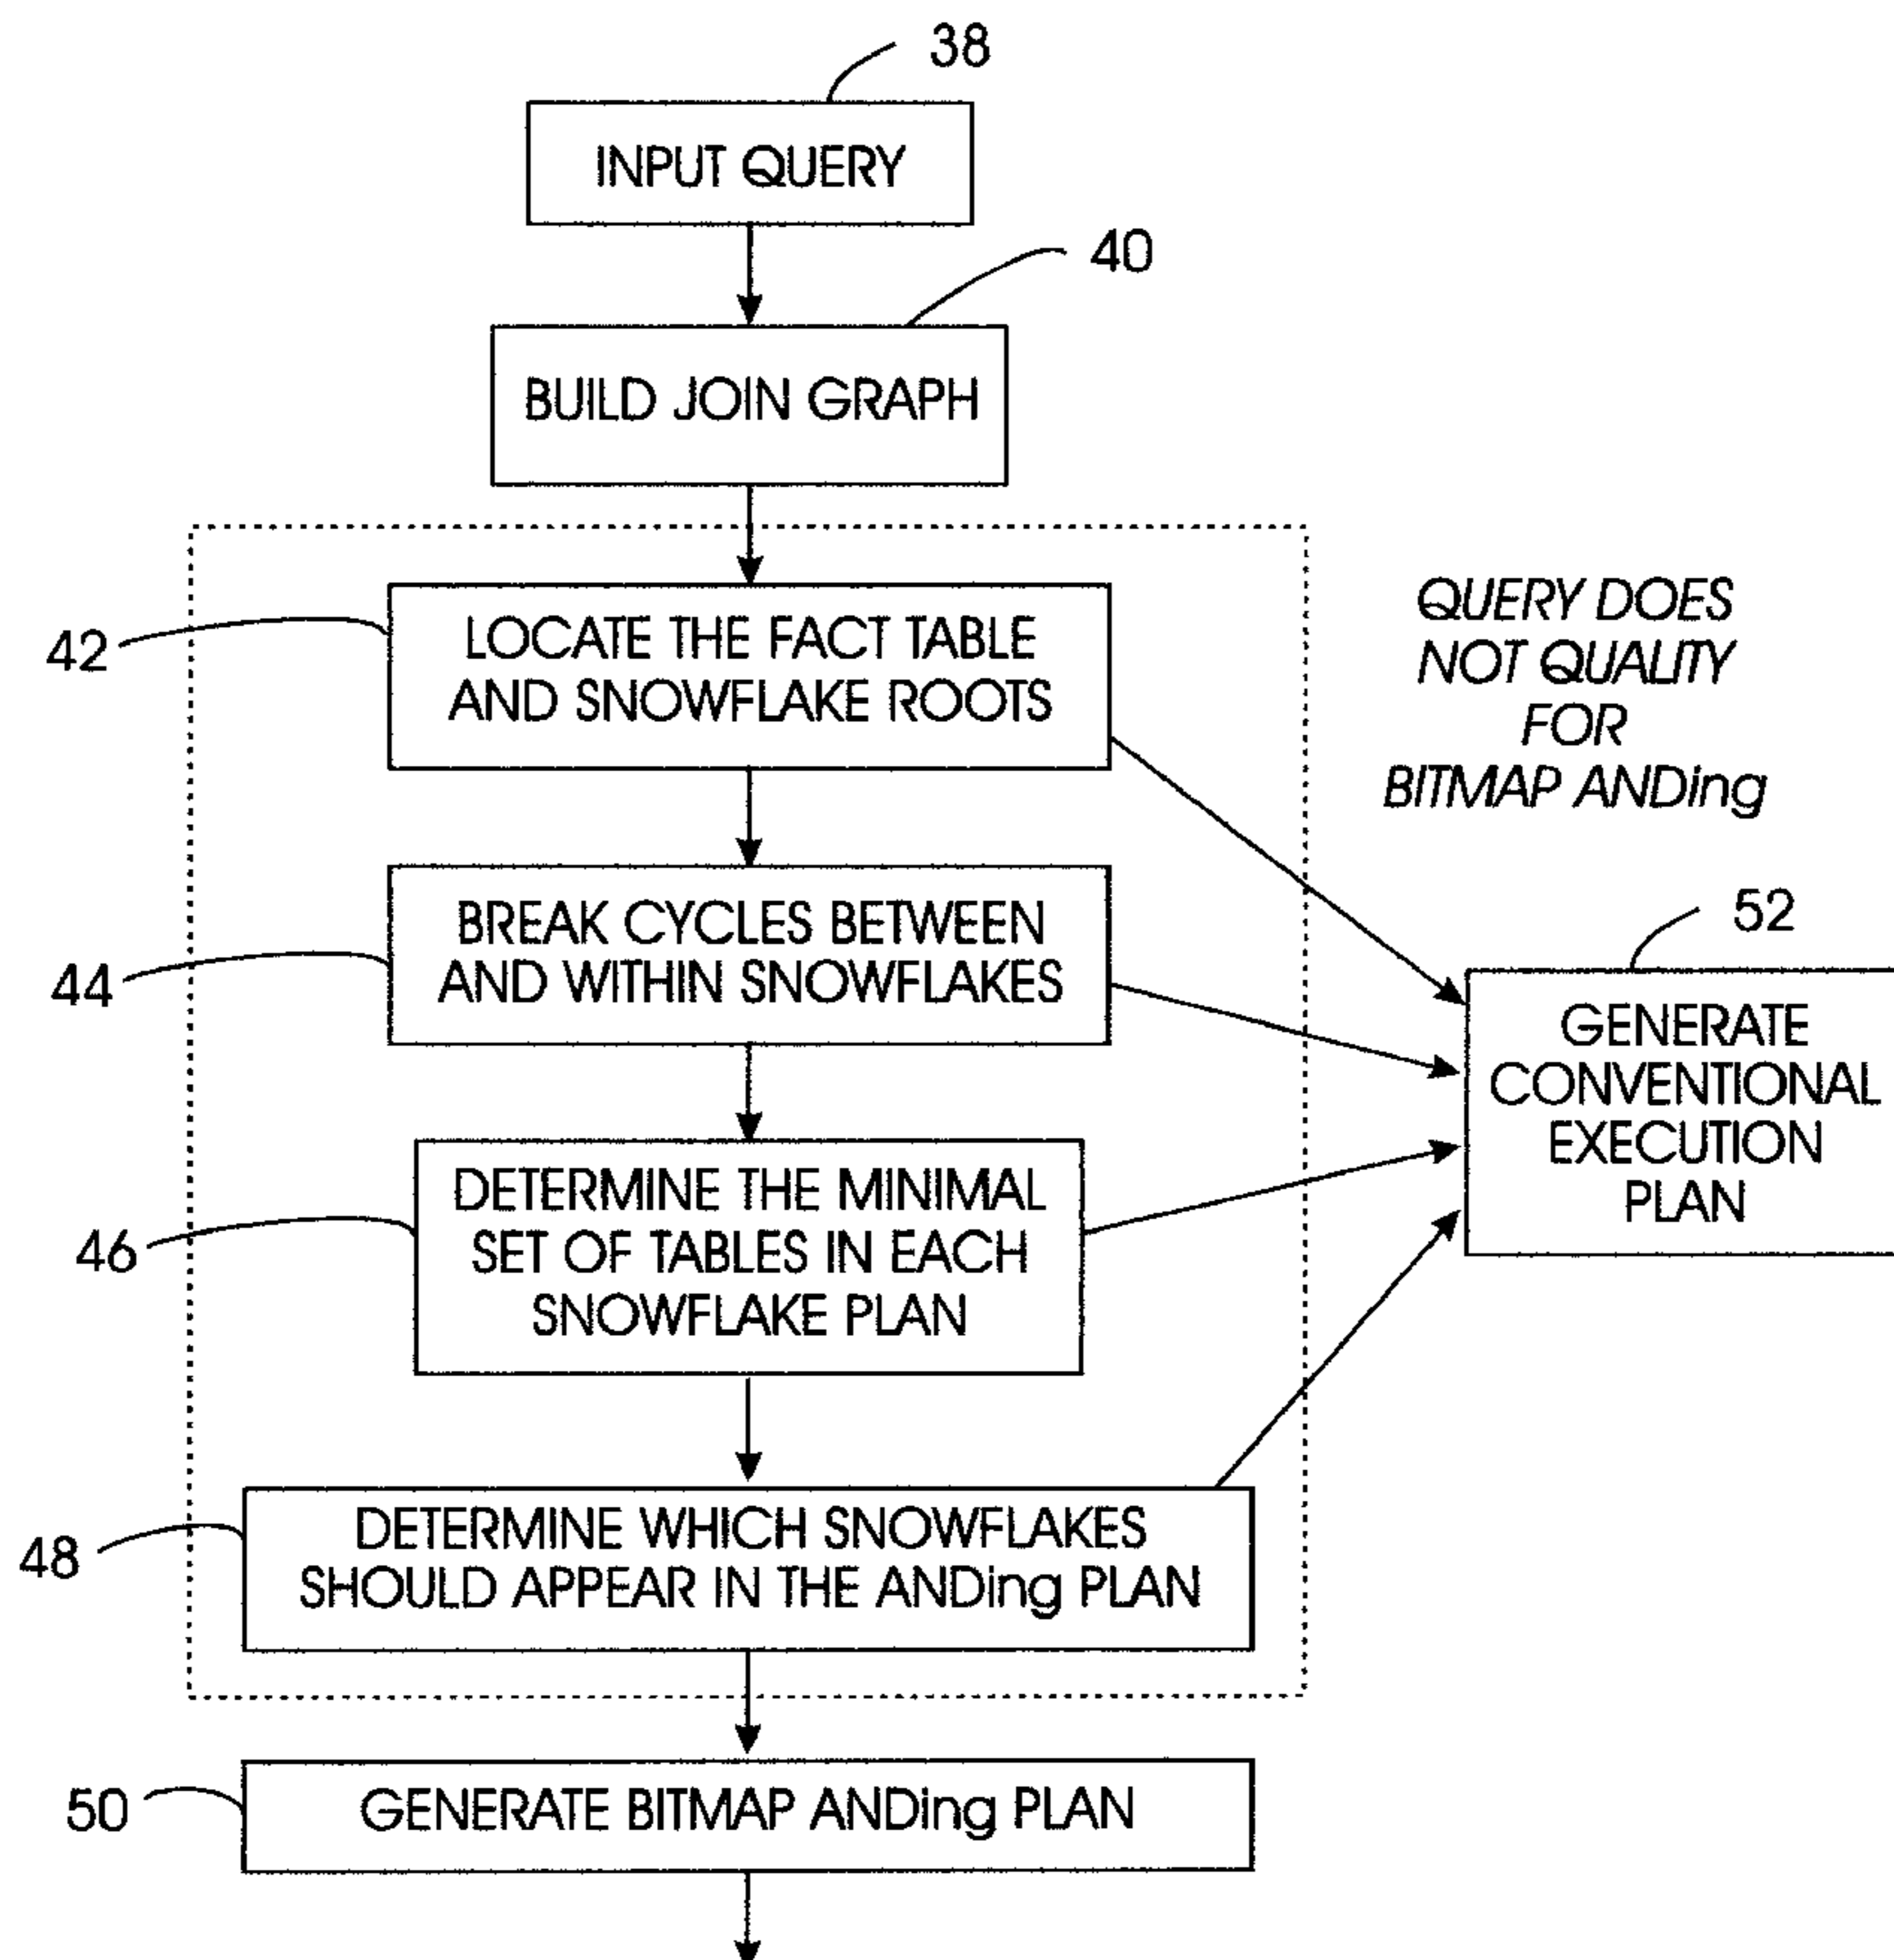 38
INPUT QUERY
40
BUILD JOIN GRAPH
42
LOCATE THE FACT TABLE
AND SNOWFLAKE ROOTS
QUERY DOES
NOT QUALITY
FOR
BITMAP ANDing
44
BREAK CYCLES BETWEEN
AND WITHIN SNOWFLAKES
52
GENERATE
CONVENTIONAL
EXECUTION
PLAN
46
DETERMINE THE MINIMAL
SET OF TABLES IN EACH
SNOWFLAKE PLAN
48
DETERMINE WHICH SNOWFLAKES
SHOULD APPEAR IN THE ANDing PLAN
50
GENERATE BITMAP ANDing PLAN